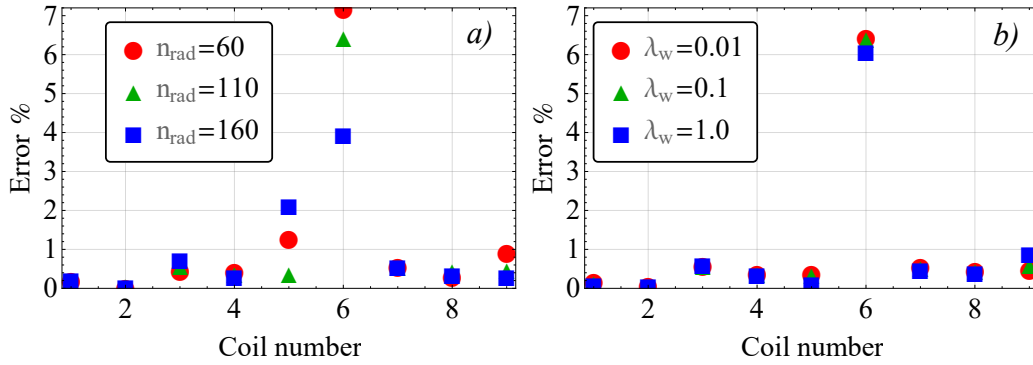 a)
n_rad=60
n_rad=110
n_rad=160
Error %
7
6
5
4
3
2
1
0
2 4 6 8
Coil number
b)
λ_w=0.01
λ_w=0.1
λ_w=1.0
Error %
7
6
5
4
3
2
1
0
2 4 6 8
Coil number